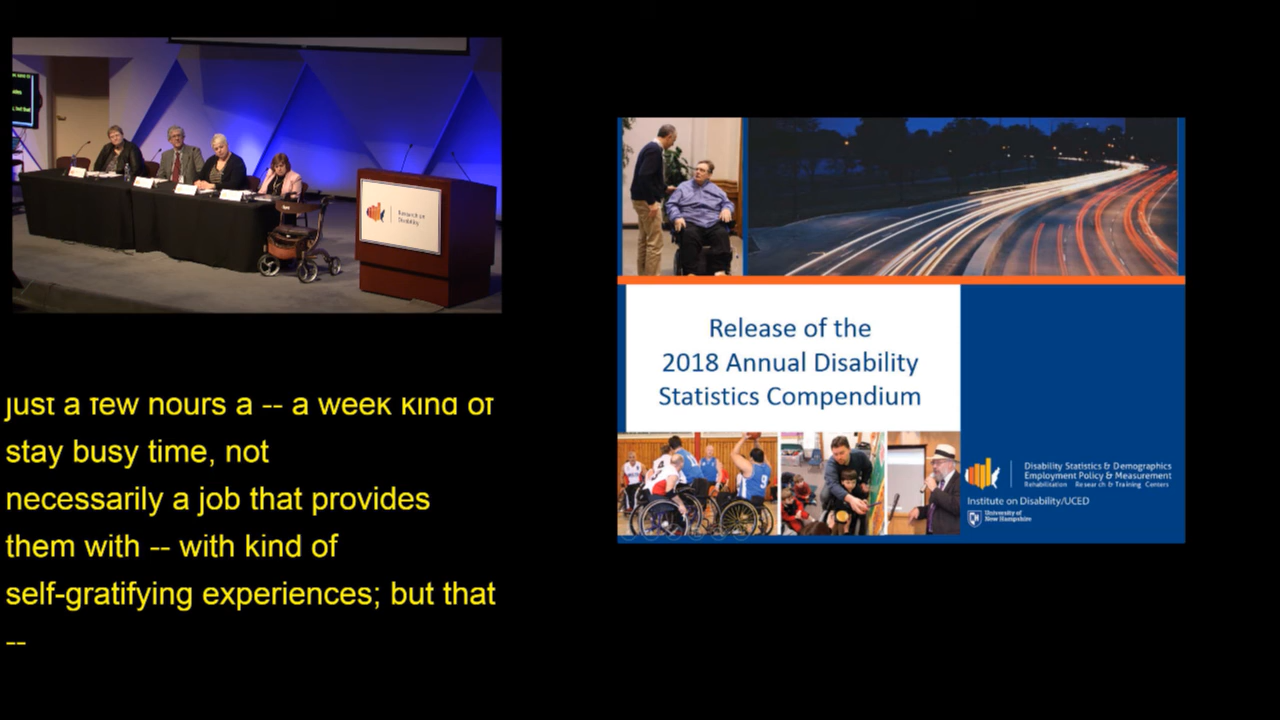 Research on
Disability
just a few hours a -- a week kind of
stay busy time, not
necessarily a job that provides
them with -- with kind of
self-gratifying experiences; but that
--
Release of the
2018 Annual Disability
Statistics Compendium
9
Disability Statistics & Demographics
Employment Policy & Measurement
Rehabilitation Research & Training Centers
Institute on Disability/UCED
University of
New Hampshire